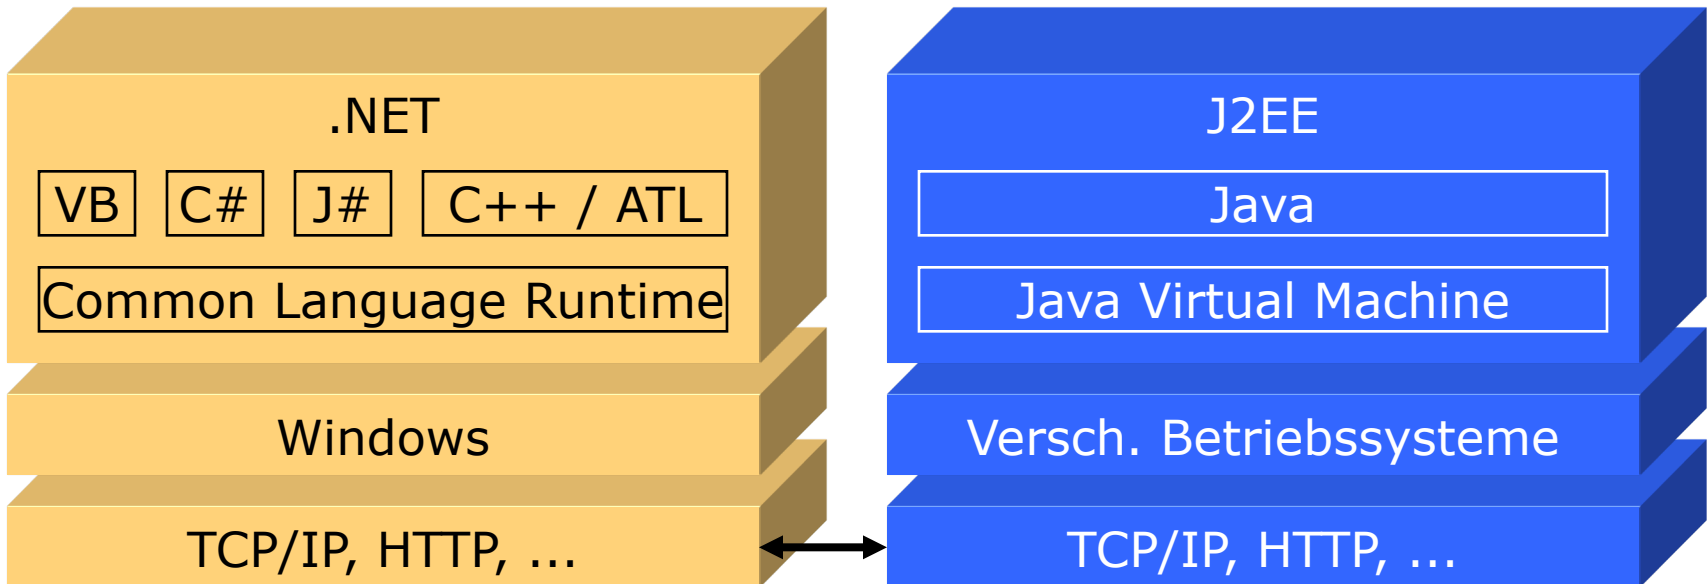 .NET
VB C# J# C++ / ATL
Common Language Runtime
Windows
TCP/IP, HTTP, ...
J2EE
Java
Java Virtual Machine
Versch. Betriebssysteme
TCP/IP, HTTP, ...